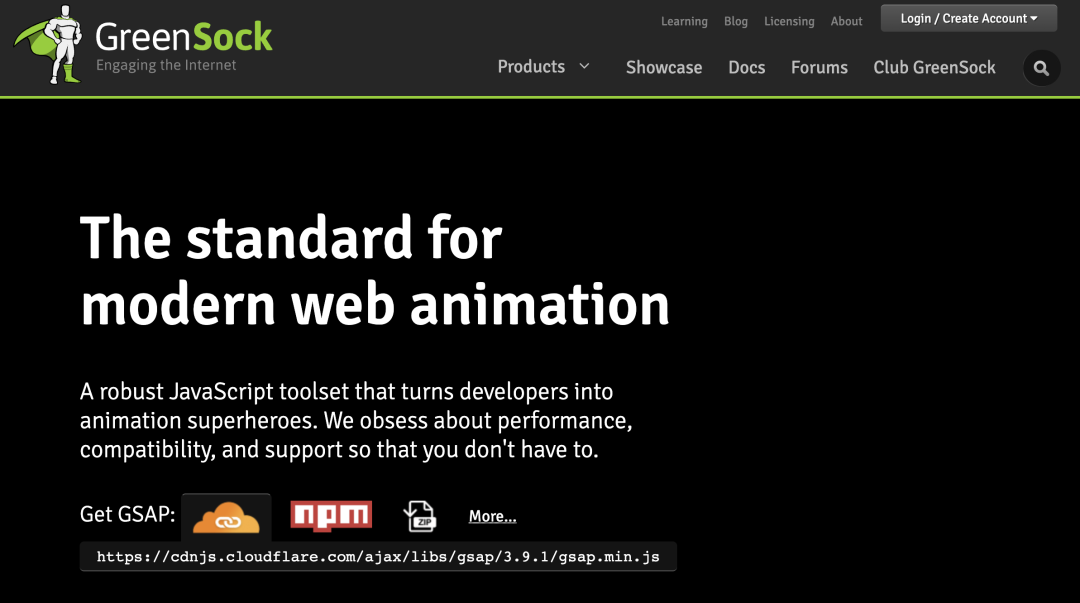 GreenSock
Engaging the Internet
Learning Blog Licensing About Login / Create Account
Products Showcase Docs Forums Club GreenSock
The standard for
modern web animation
A robust JavaScript toolset that turns developers into
animation superheroes. We obsess about performance,
compatibility, and support so that you don't have to.
Get GSAP: npm ZIP More...
https://cdnjs.cloudflare.com/ajax/libs/gsap/3.9.1/gsap.min.js